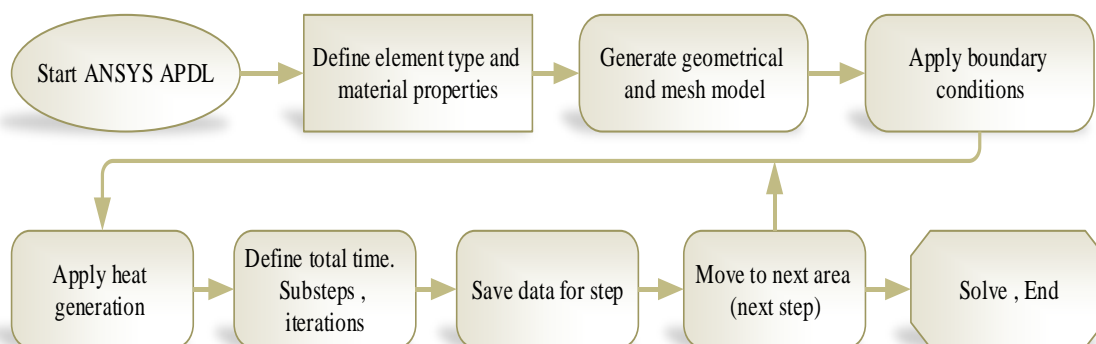 Start ANSYS APDL
Define element type and
material properties
Generate geometrical
and mesh model
Apply boundary
conditions
Apply heat
generation
Define total time.
Substeps ,
iterations
Save data for step
Move to next area
(next step)
Solve , End